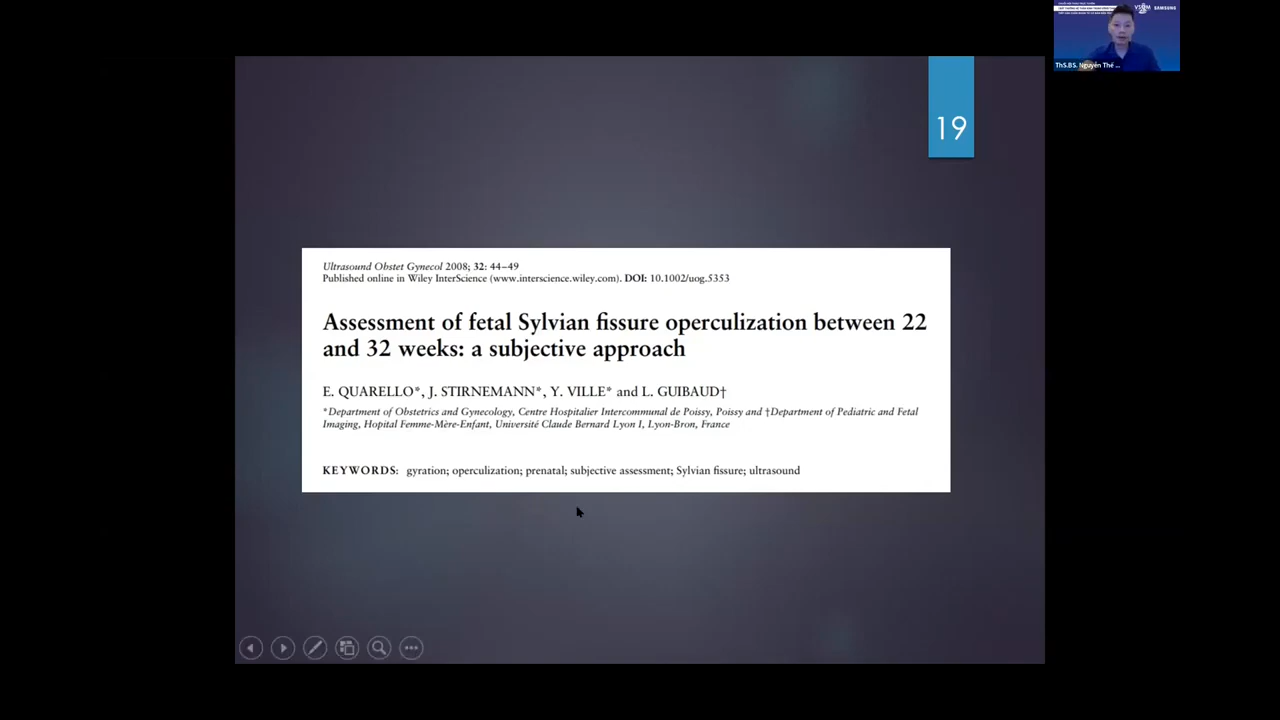 SAMSUNG
ThS.BS. Nguyễn Thế ...
19
Ultrasound Obstet Gynecol 2008; 32: 44–49
Published online in Wiley InterScience (www.interscience.wiley.com). DOI: 10.1002/uog.5353
Assessment of fetal Sylvian fissure operculization between 22
and 32 weeks: a subjective approach
E. QUARELLO*, J. STIRNEMANN*, Y. VILLE* and L. GUIBAUD†
*Department of Obstetrics and Gynecology, Centre Hospitalier Intercommunal de Poissy, Poissy and †Department of Pediatric and Fetal
Imaging, Hopital Femme-Mère-Enfant, Université Claude Bernard Lyon I, Lyon-Bron, France
KEYWORDS: gyration; operculization; prenatal; subjective assessment; Sylvian fissure; ultrasound